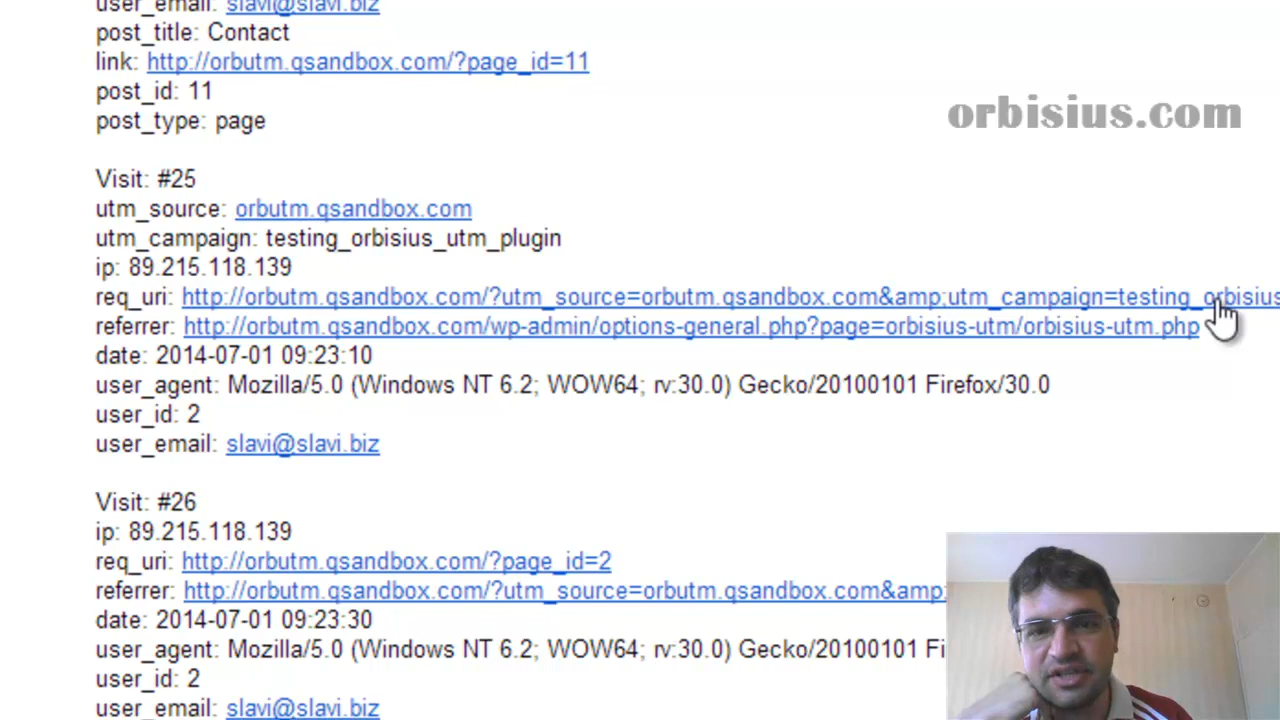 user_email: slavi@slavi.biz
post_title: Contact
link: http://orbutm.qsandbox.com/?page_id=11
post_id: 11
post_type: page
orbisius.com
Visit: #25
utm_source: orbutm.qsandbox.com
utm_campaign: testing_orbisius_utm_plugin
ip: 89.215.118.139
req_uri: http://orbutm.qsandbox.com/?utm_source=orbutm.qsandbox.com&amp;utm_campaign=testing_orbisius
referrer: http://orbutm.qsandbox.com/wp-admin/options-general.php?page=orbisius-utm/orbisius-utm.php
date: 2014-07-01 09:23:10
user_agent: Mozilla/5.0 (Windows NT 6.2; WOW64; rv:30.0) Gecko/20100101 Firefox/30.0
user_id: 2
user_email: slavi@slavi.biz
Visit: #26
ip: 89.215.118.139
req_uri: http://orbutm.qsandbox.com/?page_id=2
referrer: http://orbutm.qsandbox.com/?utm_source=orbutm.qsandbox.com&amp;
date: 2014-07-01 09:23:30
user_agent: Mozilla/5.0 (Windows NT 6.2; WOW64; rv:30.0) Gecko/20100101 Fi
user_id: 2
user_email: slavi@slavi.biz